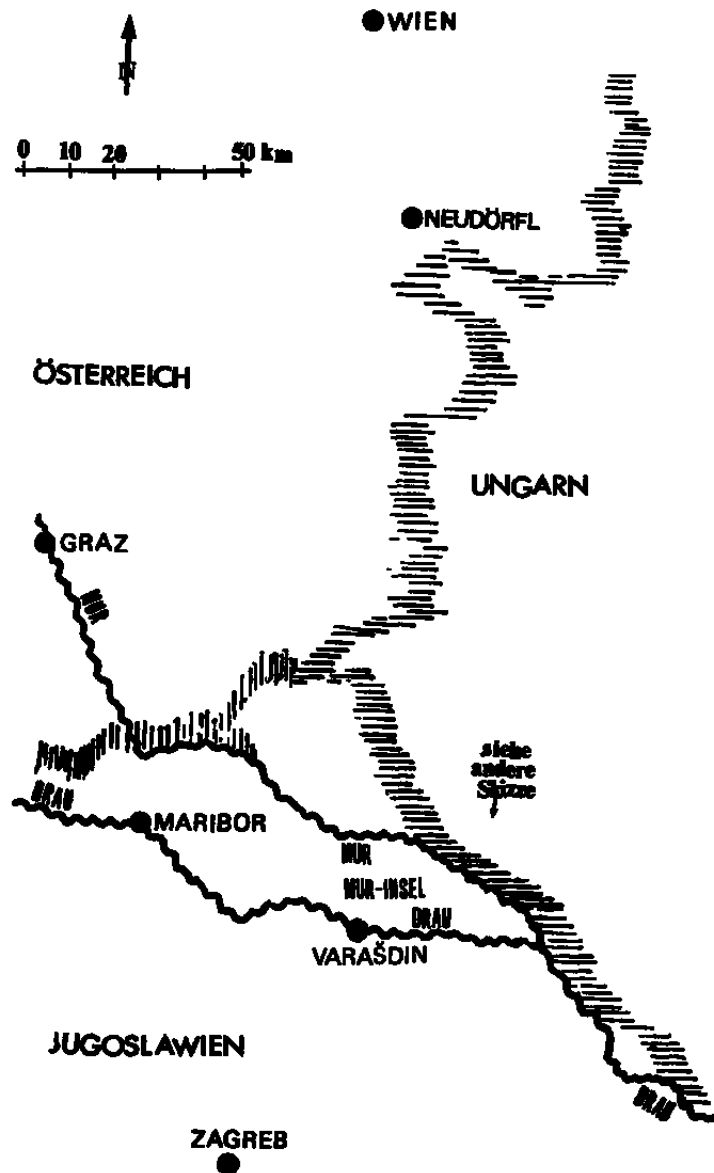 WIEN
N
0 10 20 50 km
NEUDÖRFL
ÖSTERREICH
UNGARN
GRAZ
MUR
siehe
andere
Skizze
DRAU
MARIBOR
MUR
MUR-INSEL
DRAU
VARAŠDIN
JUGOSLAWIEN
DRAU
ZAGREB